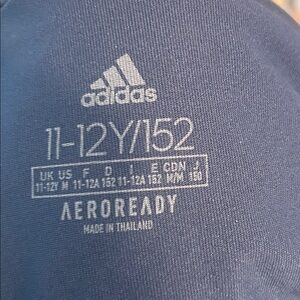 adidas
11-12Y/152
UK US F D I E CDN J
11-12Y M 11-12A 152 11-12A 152 M/M 150
AEROREADY
MADE IN THAILAND